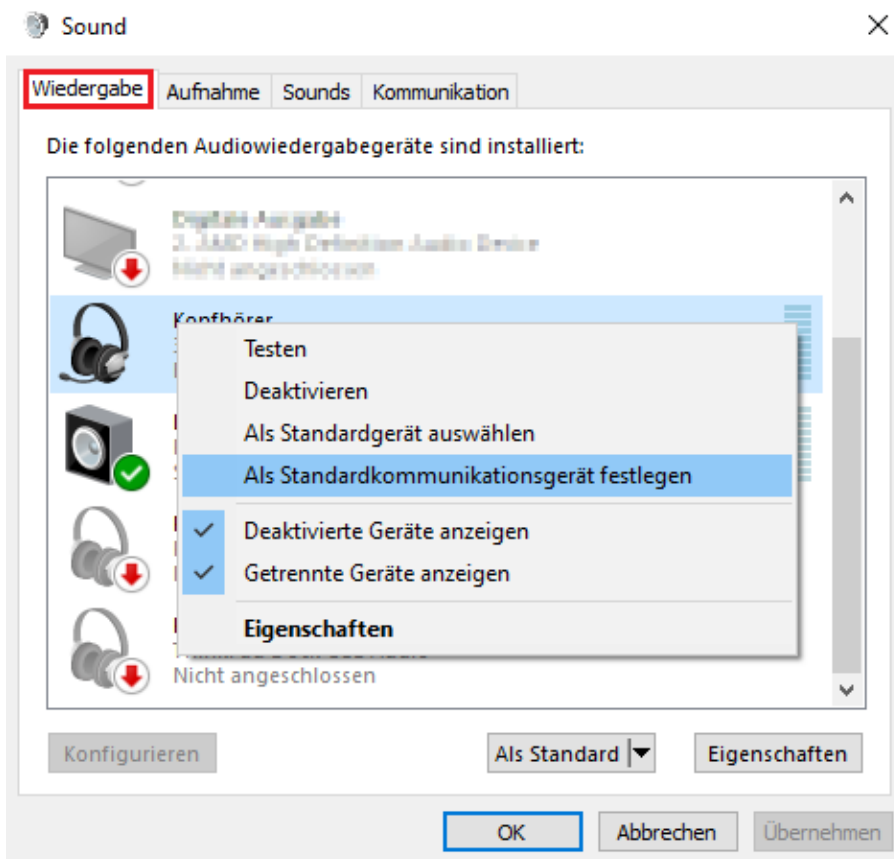 Sound
Wiedergabe Aufnahme Sounds Kommunikation
Die folgenden Audiowiedergabegeräte sind installiert:
Kopfhörer
Testen
Deaktivieren
Als Standardgerät auswählen
Als Standardkommunikationsgerät festlegen
Deaktivierte Geräte anzeigen
Getrennte Geräte anzeigen
Eigenschaften
Nicht angeschlossen
Konfigurieren Als Standard Eigenschaften
OK Abbrechen Übernehmen